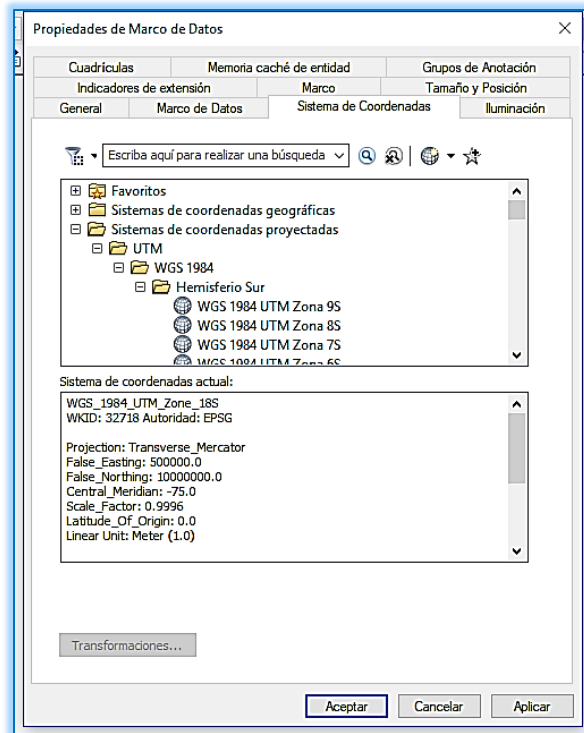 Propiedades de Marco de Datos
Cuadrículas Memoria caché de entidad Grupos de Anotación
Indicadores de extensión Marco Tamaño y Posición
General Marco de Datos Sistema de Coordenadas Iluminación
Escriba aquí para realizar una búsqueda
Favoritos
Sistemas de coordenadas geográficas
Sistemas de coordenadas proyectadas
UTM
WGS 1984
Hemisferio Sur
WGS 1984 UTM Zona 9S
WGS 1984 UTM Zona 8S
WGS 1984 UTM Zona 7S
WGS 1984 UTM Zona 6S
Sistema de coordenadas actual:
WGS_1984_UTM_Zone_18S
WKID: 32718 Autoridad: EPSG
Projection: Transverse_Mercator
False_Easting: 500000.0
False_Northing: 10000000.0
Central_Meridian: -75.0
Scale_Factor: 0.9996
Latitude_Of_Origin: 0.0
Linear Unit: Meter (1.0)
Transformaciones...
Aceptar Cancelar Aplicar